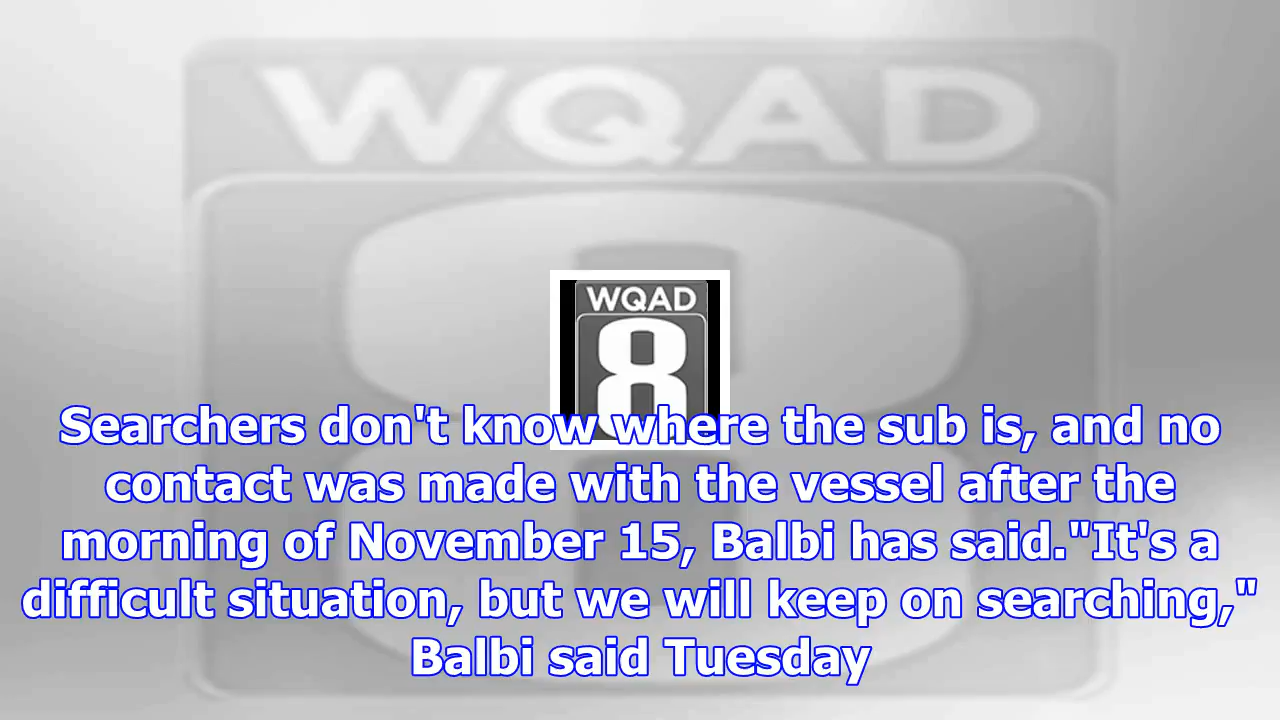 WQAD
WQAD
8
Searchers don't know where the sub is, and no
contact was made with the vessel after the
morning of November 15, Balbi has said."It's a
difficult situation, but we will keep on searching,"
Balbi said Tuesday